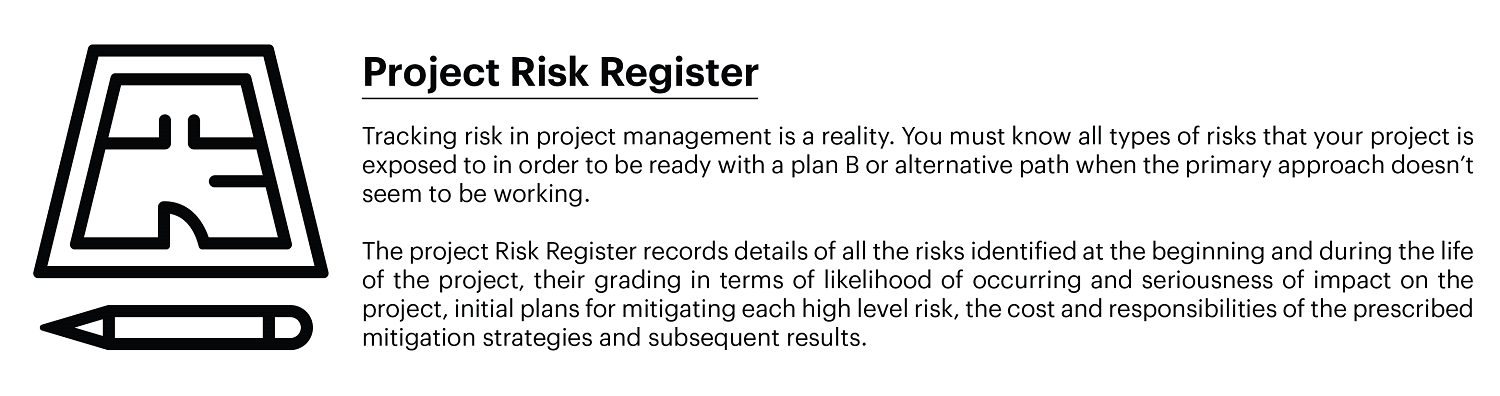 Project Risk Register
Tracking risk in project management is a reality. You must know all types of risks that your project is
exposed to in order to be ready with a plan B or alternative path when the primary approach doesn’t
seem to be working.
The project Risk Register records details of all the risks identified at the beginning and during the life
of the project, their grading in terms of likelihood of occurring and seriousness of impact on the
project, initial plans for mitigating each high level risk, the cost and responsibilities of the prescribed
mitigation strategies and subsequent results.